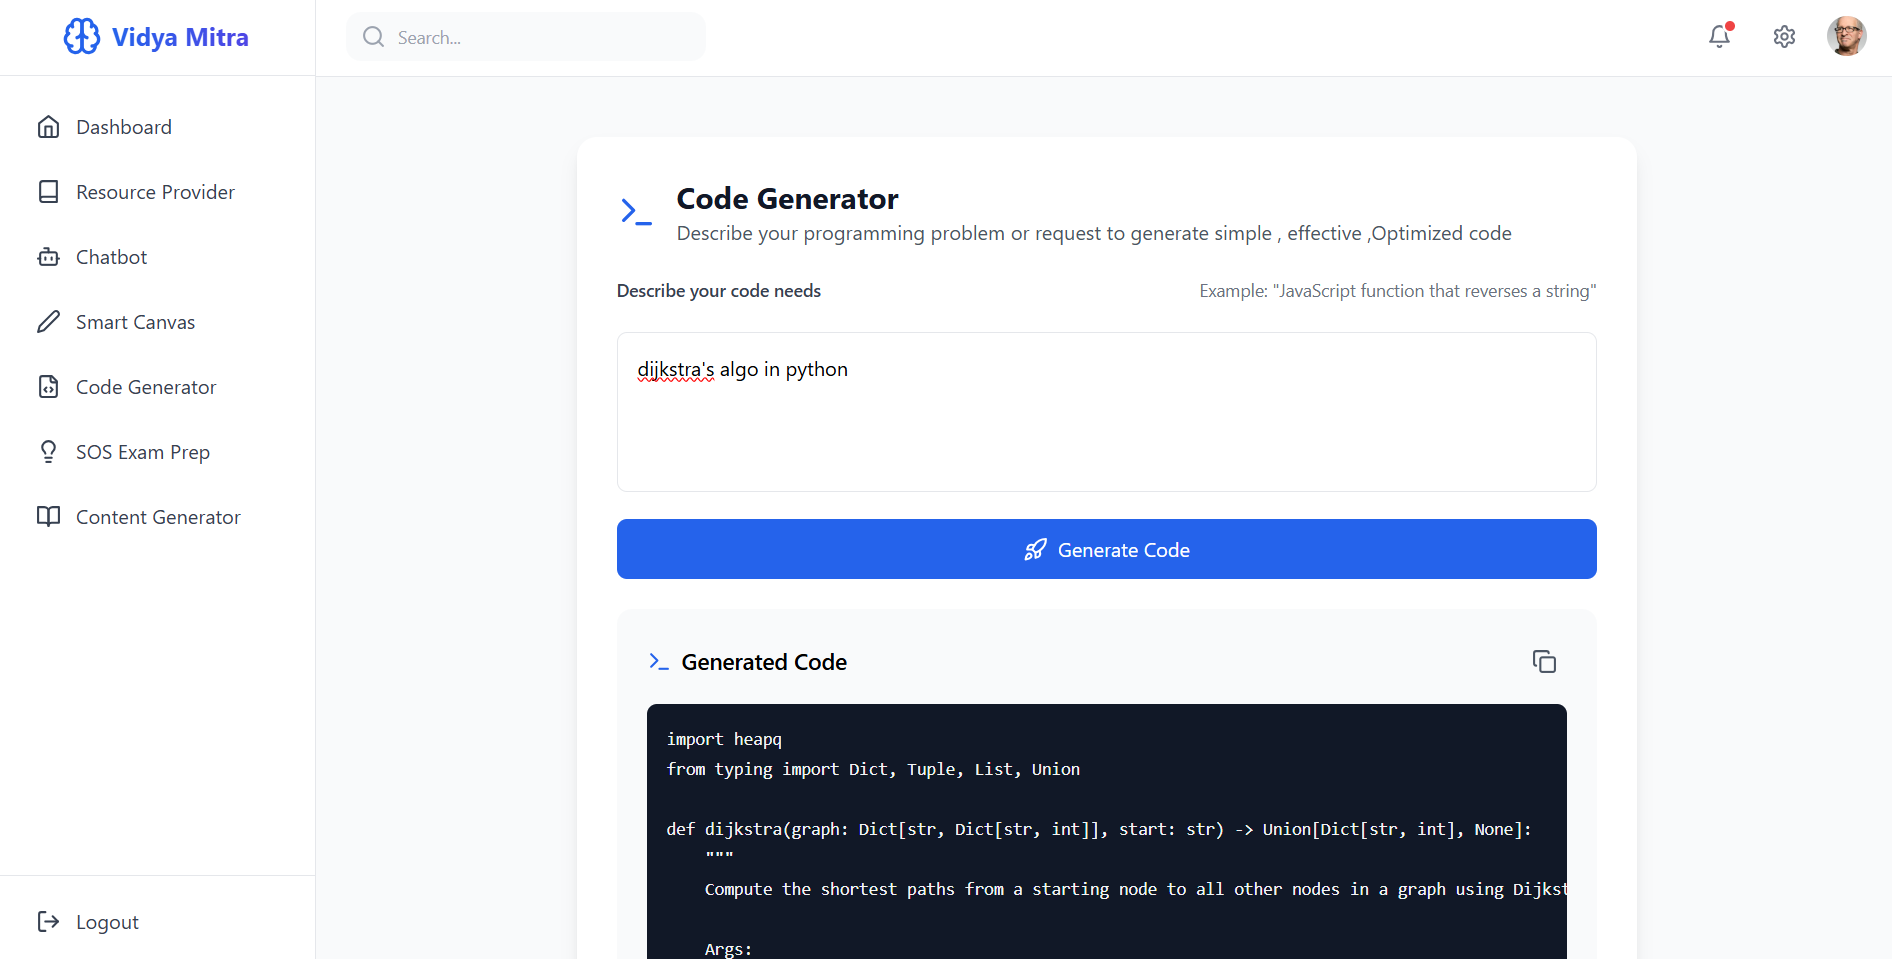 Vidya Mitra
Search...
Dashboard
Resource Provider
Chatbot
Smart Canvas
Code Generator
SOS Exam Prep
Content Generator
Logout
Code Generator
Describe your programming problem or request to generate simple , effective ,Optimized code
Describe your code needs
Example: "JavaScript function that reverses a string"
dijkstra's algo in python
Generate Code
Generated Code
import heapq
from typing import Dict, Tuple, List, Union
def dijkstra(graph: Dict[str, Dict[str, int]], start: str) -> Union[Dict[str, int], None]:
"""
Compute the shortest paths from a starting node to all other nodes in a graph using Dijkst
Args: